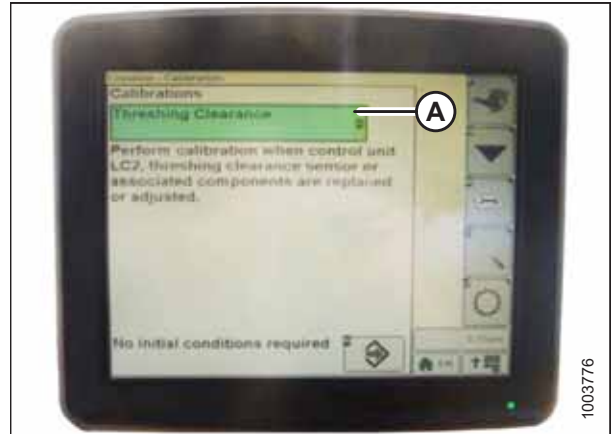 Calibrations
Threshing Clearance
A
Perform calibration when control unit
LC2, threshing clearance sensor or
associated components are replaced
or adjusted.
No initial conditions required
1003776